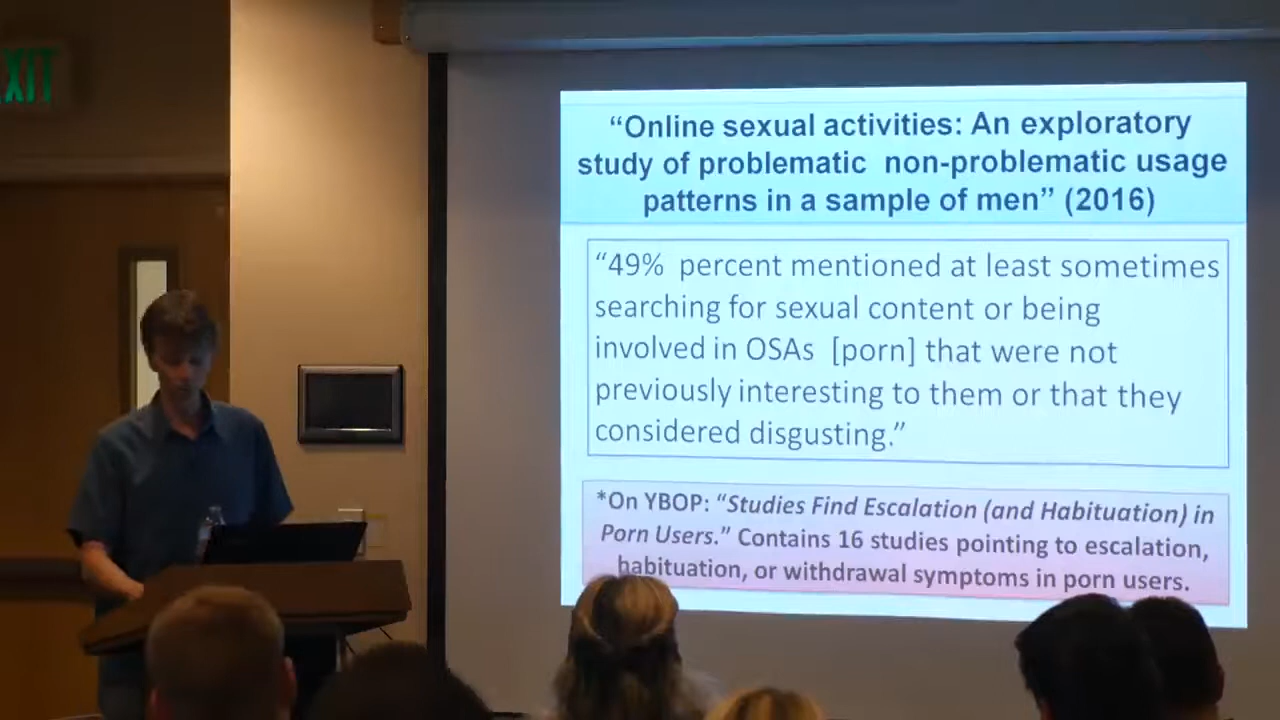 EXIT
“Online sexual activities: An exploratory
study of problematic non-problematic usage
patterns in a sample of men” (2016)
“49% percent mentioned at least sometimes
searching for sexual content or being
involved in OSAs [porn] that were not
previously interesting to them or that they
considered disgusting.”
*On YBOP: “Studies Find Escalation (and Habituation) in
Porn Users.” Contains 16 studies pointing to escalation,
habituation, or withdrawal symptoms in porn users.